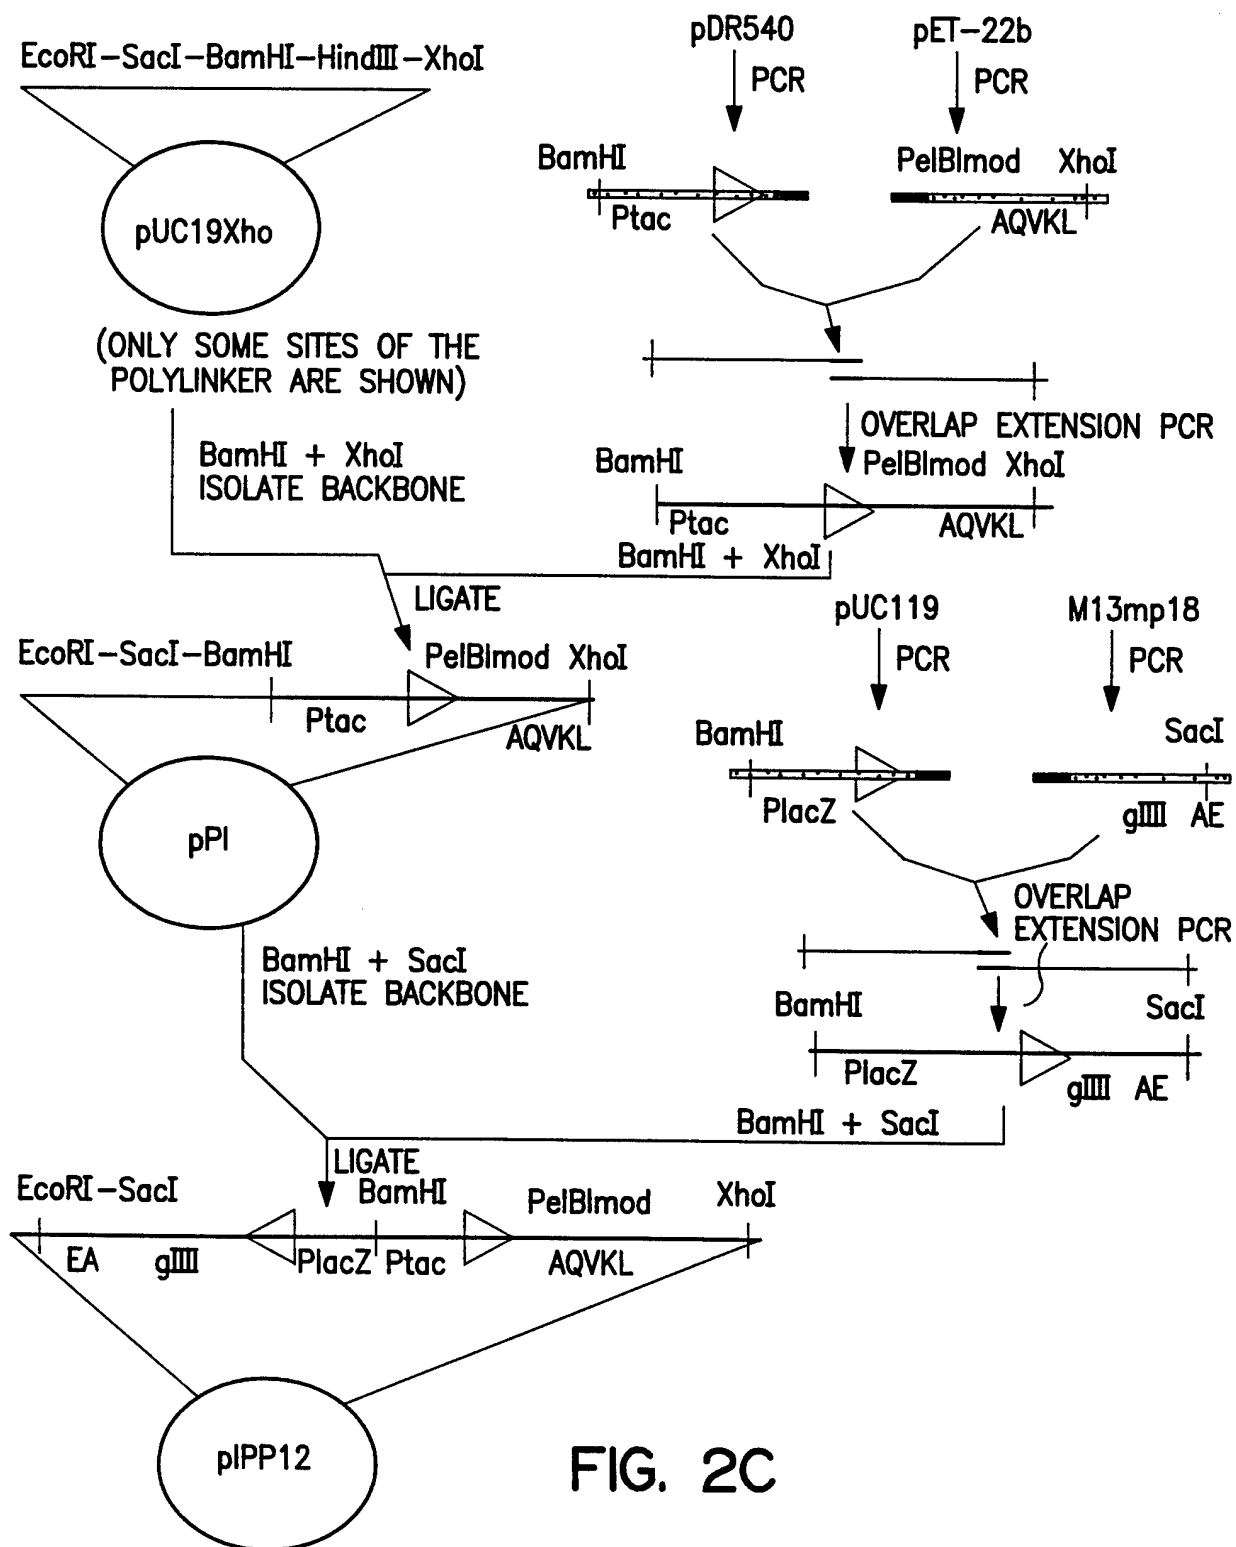 EcoRI-SacI-BamHI-HindIII-XhoI
pUC19Xho
(ONLY SOME SITES OF THE
POLYLINKER ARE SHOWN)
BamHI + XhoI
ISOLATE BACKBONE
pDR540
PCR
pET-22b
PCR
BamHI
Ptac
PelBlmod XhoI
AQVKL
OVERLAP EXTENSION PCR
BamHI
PelBlmod XhoI
Ptac
AQVKL
BamHI + XhoI
LIGATE
EcoRI-SacI-BamHI
PelBlmod XhoI
Ptac
AQVKL
pPI
pUC119
PCR
M13mp18
PCR
BamHI
PlacZ
SacI
gIIII AE
OVERLAP
EXTENSION PCR
BamHI
SacI
PlacZ
gIIII AE
BamHI + SacI
ISOLATE BACKBONE
BamHI + SacI
LIGATE
EcoRI-SacI
BamHI
PelBlmod
XhoI
EA gIIII PlacZ Ptac AQVKL
pIPP12
FIG. 2C